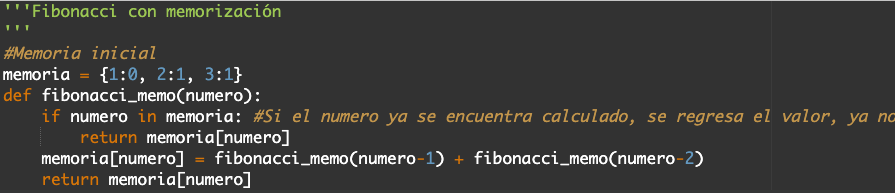 '''Fibonacci con memorización
'''
#Memoria inicial
memoria = {1:0, 2:1, 3:1}
def fibonacci_memo(numero):
    if numero in memoria: #Si el numero ya se encuentra calculado, se regresa el valor, ya no
        return memoria[numero]
    memoria[numero] = fibonacci_memo(numero-1) + fibonacci_memo(numero-2)
    return memoria[numero]